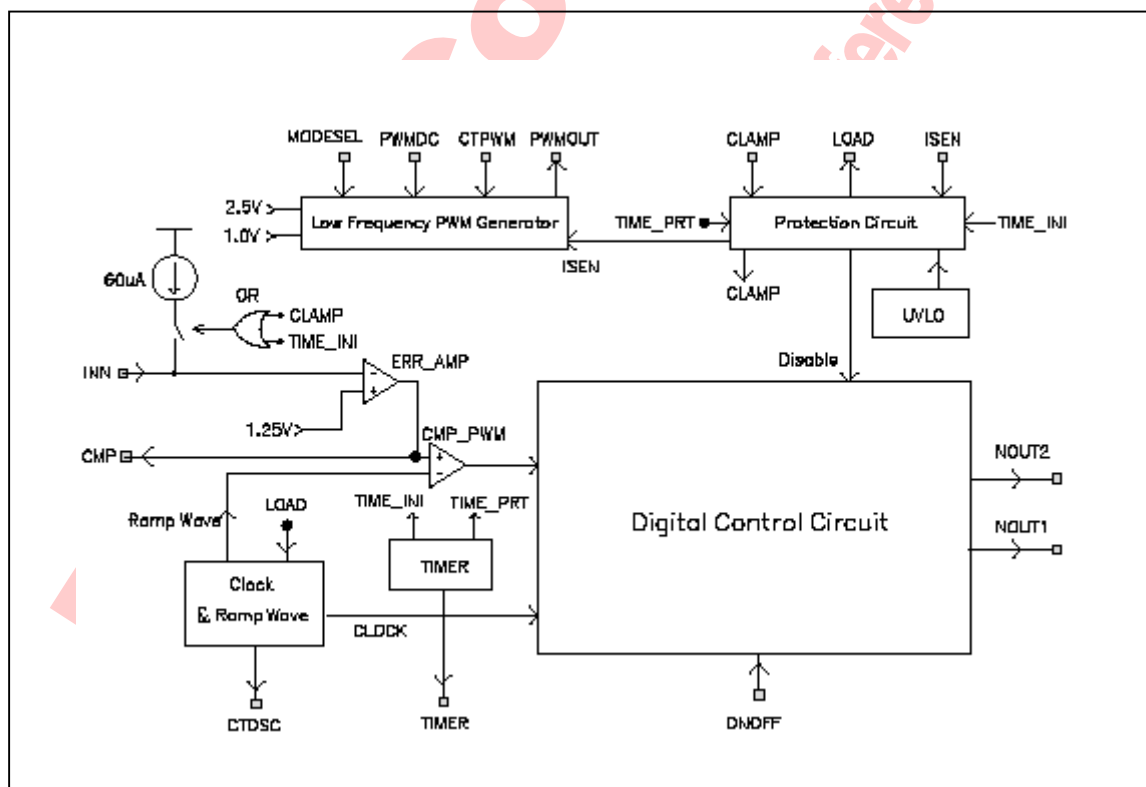 MODESEL PWMDC CTPWM PWMOUT CLAMP LOAD ISEN
2.5V
Low Frequency PWM Generator
TIME_PRT
Protection Circuit
TIME_INI
1.0V
ISEN
CLAMP
60uA
OR
CLAMP
TIME_INI
UVLO
INN
ERR_AMP
Disable
1.25V
CMP
CMP_PWM
NOUT2
Ramp Wave
LOAD
TIME_INI TIME_PRT
Digital Control Circuit
NOUT1
TIMER
Clock
& Ramp Wave
CLOCK
CTOSC
TIMER
ONOFF